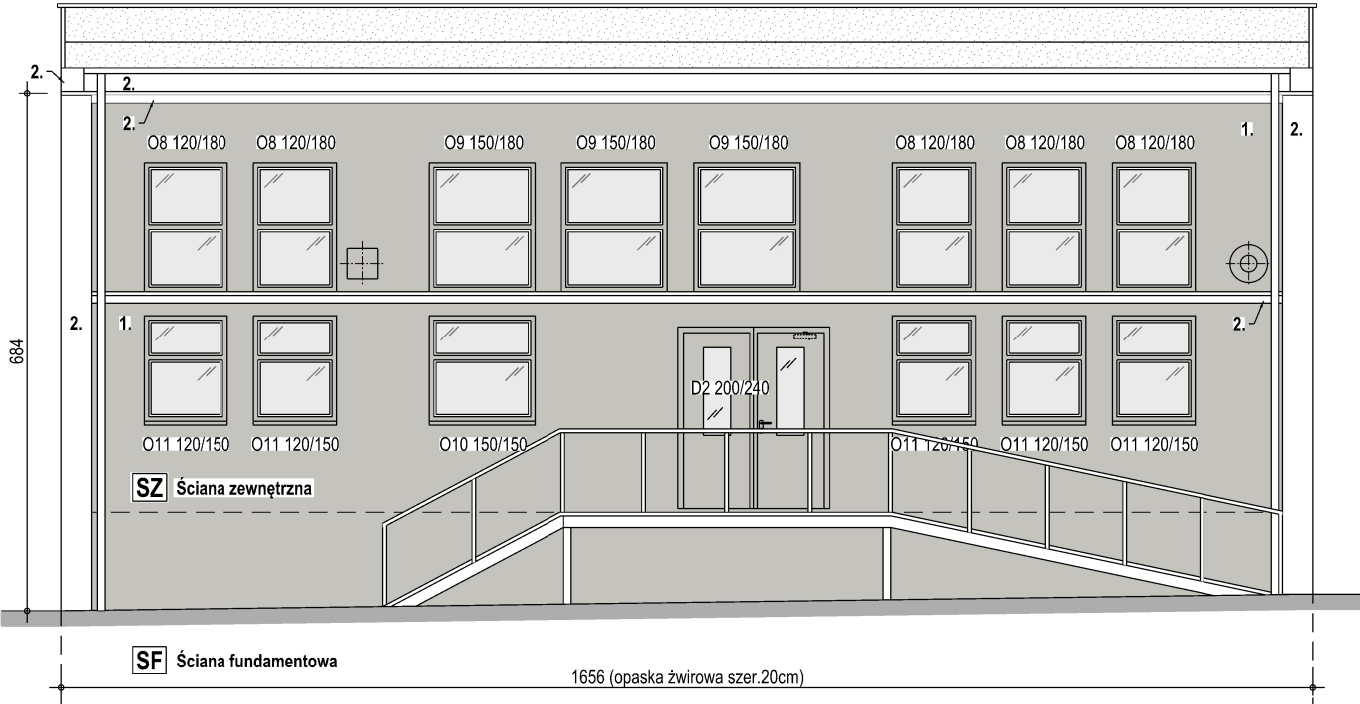 2.
2.
2.
1.
2.
O8 120/180
O8 120/180
O9 150/180
O9 150/180
O9 150/180
O8 120/180
O8 120/180
O8 120/180
2.
1.
2.
684
D2 200/240
O11 120/150
O11 120/150
O10 150/150
O11 120/150
O11 120/150
O11 120/150
SZ Ściana zewnętrzna
SF Ściana fundamentowa
1656 (opaska żwirowa szer.20cm)